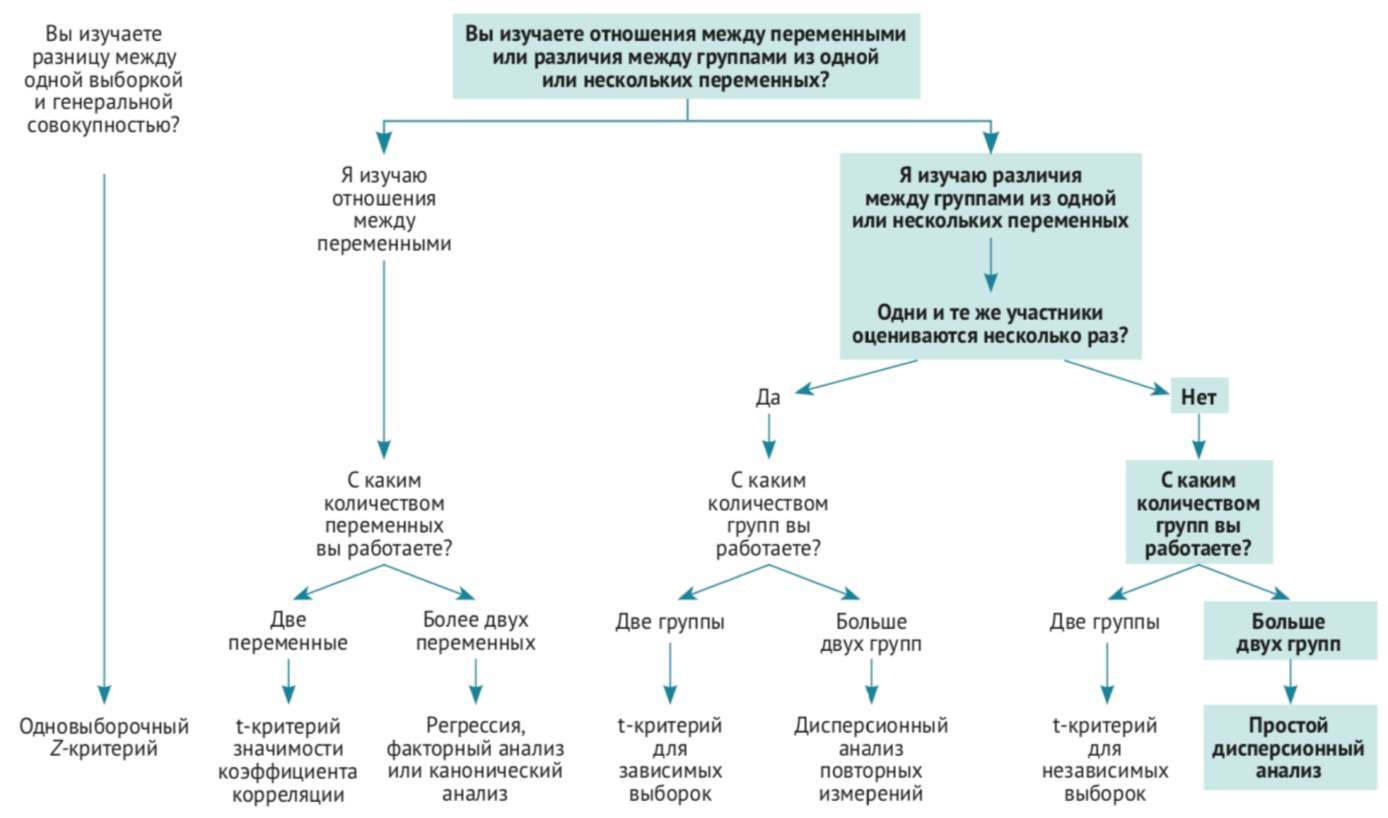 Вы изучаете
разницу между
одной выборкой
и генеральной
совокупностью?
Вы изучаете отношения между переменными
или различия между группами из одной
или нескольких переменных?
Я изучаю
отношения
между
переменными
Я изучаю различия
между группами из одной
или нескольких переменных
Одни и те же участники
оцениваются несколько раз?
Да
Нет
С каким
количеством
переменных
вы работаете?
С каким
количеством
групп вы
работаете?
С каким
количеством
групп вы
работаете?
Две
переменные
Более двух
переменных
Две группы
Больше
двух групп
Две группы
Больше
двух групп
Одновыборочный
Z-критерий
t-критерий
значимости
коэффициента
корреляции
Регрессия,
факторный анализ
или канонический
анализ
t-критерий
для
зависимых
выборок
Дисперсионный
анализ
повторных
измерений
t-критерий
для
независимых
выборок
Простой
дисперсионный
анализ